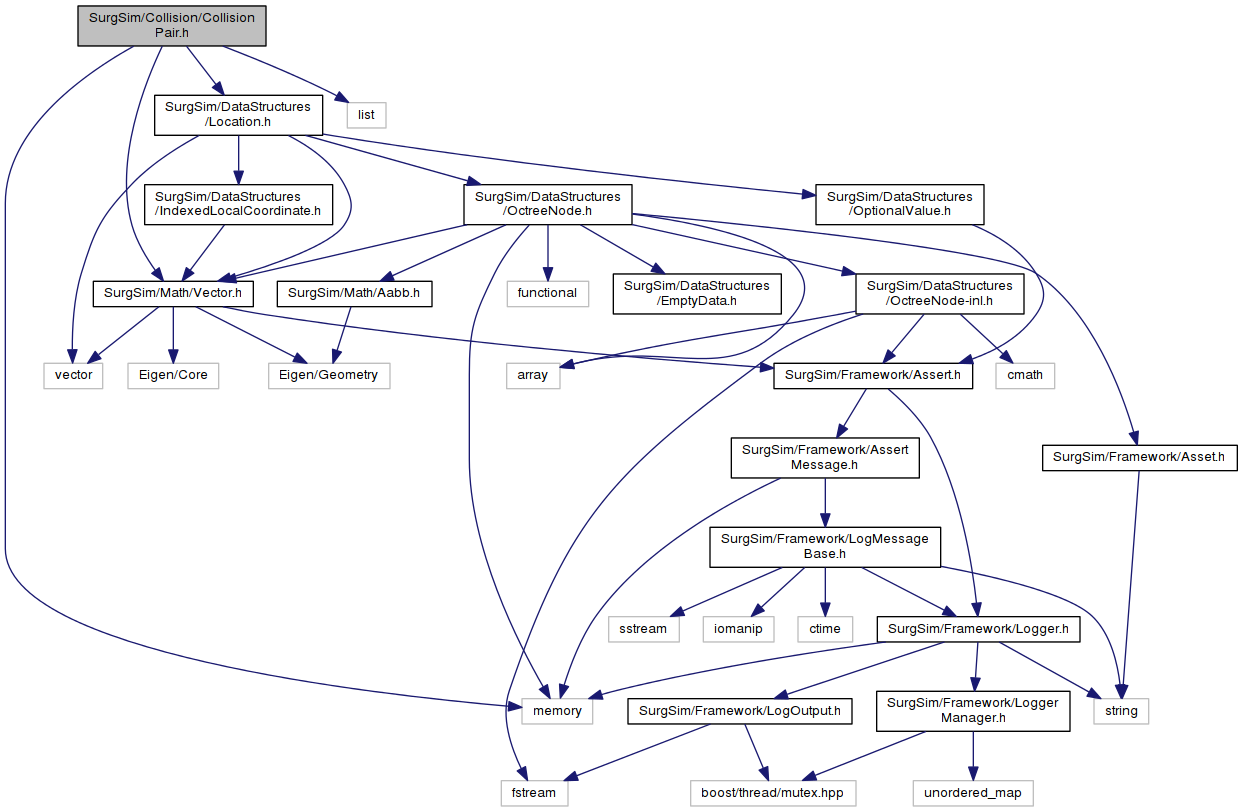 SurgSim/Collision/Collision
Pair.h
SurgSim/DataStructures
/Location.h
list
SurgSim/DataStructures
/IndexedLocalCoordinate.h
SurgSim/DataStructures
/OctreeNode.h
SurgSim/DataStructures
/OptionalValue.h
SurgSim/Math/Vector.h
SurgSim/Math/Aabb.h
functional
SurgSim/DataStructures
/EmptyData.h
SurgSim/DataStructures
/OctreeNode-inl.h
vector
Eigen/Core
Eigen/Geometry
array
SurgSim/Framework/Assert.h
cmath
SurgSim/Framework/Assert
Message.h
SurgSim/Framework/Asset.h
SurgSim/Framework/LogMessage
Base.h
sstream
iomanip
ctime
SurgSim/Framework/Logger.h
memory
SurgSim/Framework/LogOutput.h
SurgSim/Framework/Logger
Manager.h
string
fstream
boost/thread/mutex.hpp
unordered_map